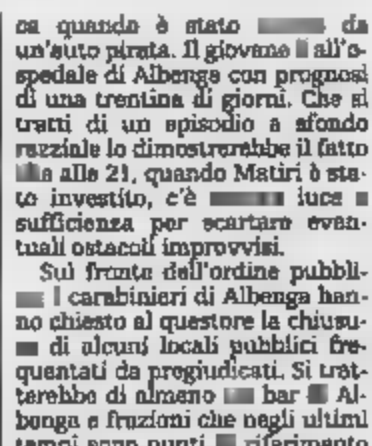 ca quando è stato da
un'auto pirata. Il giovane all'o-
spedale di Albenga con prognosi
di una trentina di giorni. Che si
tratti di un episodio a sfondo
razziale lo dimostrerebbe il fatto
alle 21, quando Matiri è sta-
to investito, c'è luce
sufficienza per scartare even-
tuali ostacoli improvvisi.
Sul fronte dell'ordine pubbli-
I carabinieri di Albenga han-
no chiesto al questore la chiusu-
di alcuni locali pubblici fre-
quentati da pregiudicati. Si trat-
terebbe di almeno bar Al-
benga e frazioni che negli ultimi
tempi sono punti riferimento